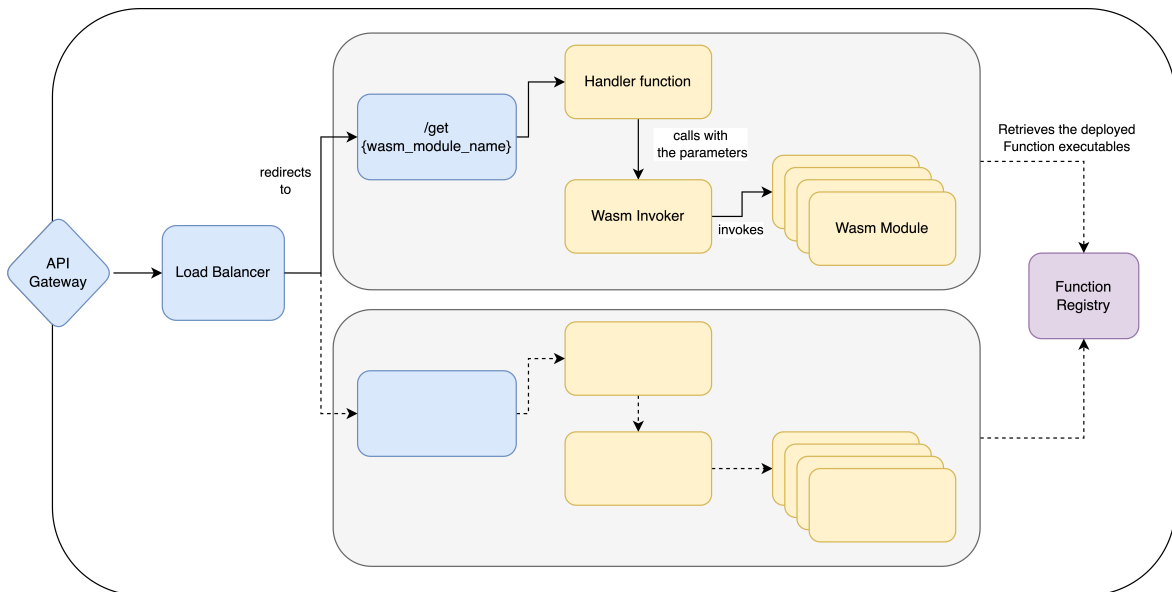 API
Gateway
Load Balancer
redirects
to
/get
{wasm_module_name}
Handler function
calls with
the parameters
Wasm Invoker
invokes
Wasm Module
Retrieves the deployed
Function executables
Function
Registry